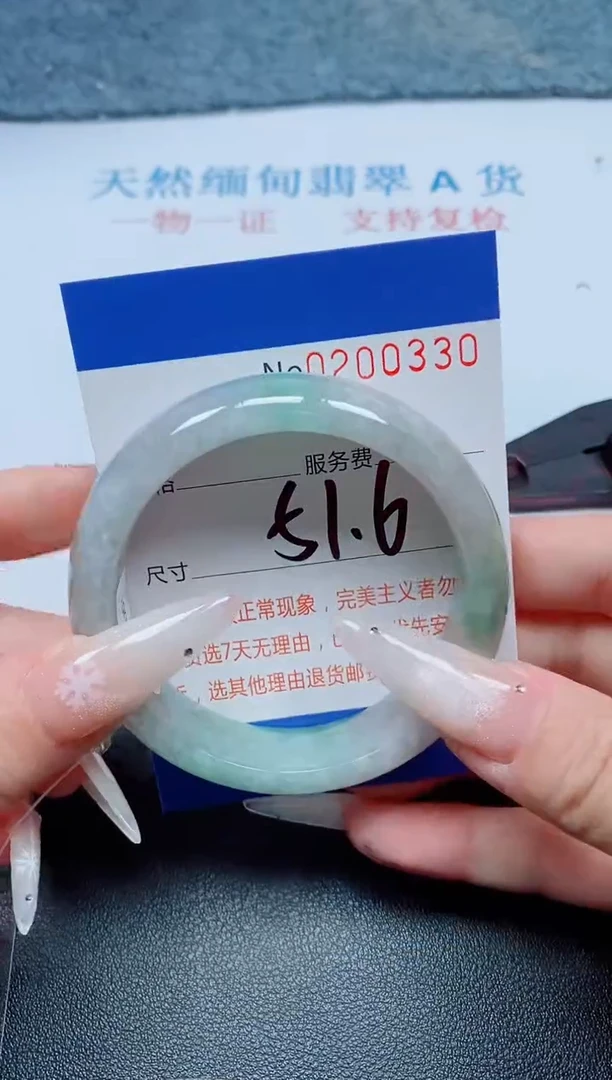 天然缅甸翡翠 A 货
一物一证 支持复检
No0200330
服务费
51.6
尺寸
正常现象，完美主义者勿
选7天无理由，
，选其他理由退货邮费